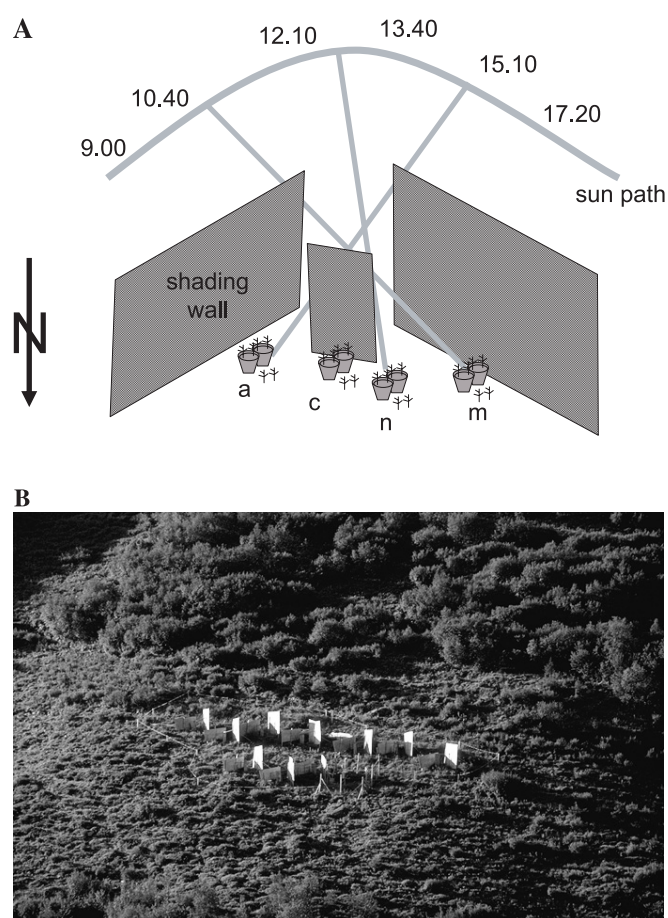 A
12.10
13.40
10.40
15.10
9.00
17.20
sun path
shading
wall
N
a
c
n
m
B